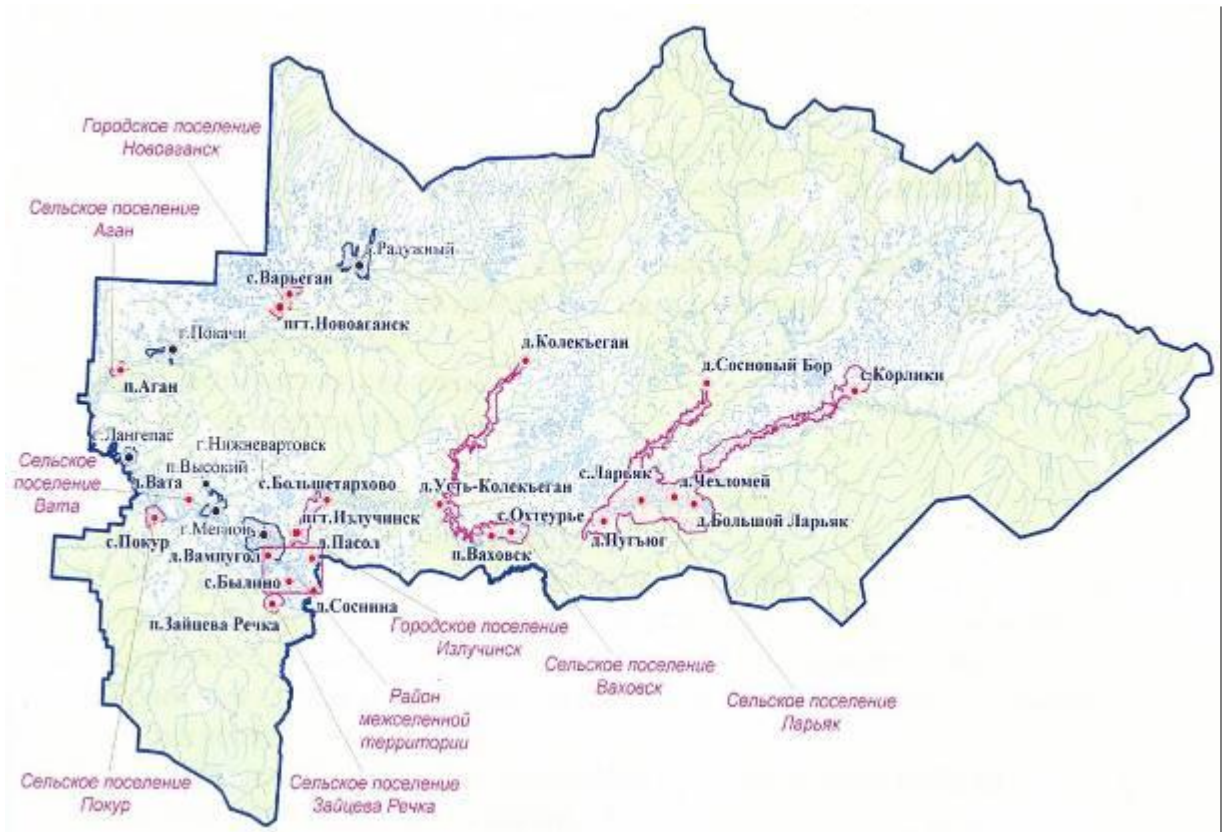 Городское поселение
Новоаганск
Сельское поселение
Аган
г.Радужный
с.Варьеган
пгт.Новоаганск
г.Покачи
п.Аган
д.Колекъеган
д.Сосновый Бор
с.Корлики
г.Лангепас
г.Нижневартовск
Сельское
поселение
Вата
п.Высокий
д.Вата
с.Большетархово
д.Усть-Колекъеган
с.Ларьяк
д.Чехломей
с.Покур
г.Мегион
пгт.Излучинск
с.Охтеурье
д.Большой Ларьяк
д.Вампугол
д.Пасол
п.Ваховск
д.Пугъюг
с.Былино
д.Соснина
п.Зайцева Речка
Городское поселение
Излучинск
Сельское поселение
Ваховск
Сельское поселение
Ларьяк
Район
межселенной
территории
Сельское поселение
Покур
Сельское поселение
Зайцева Речка